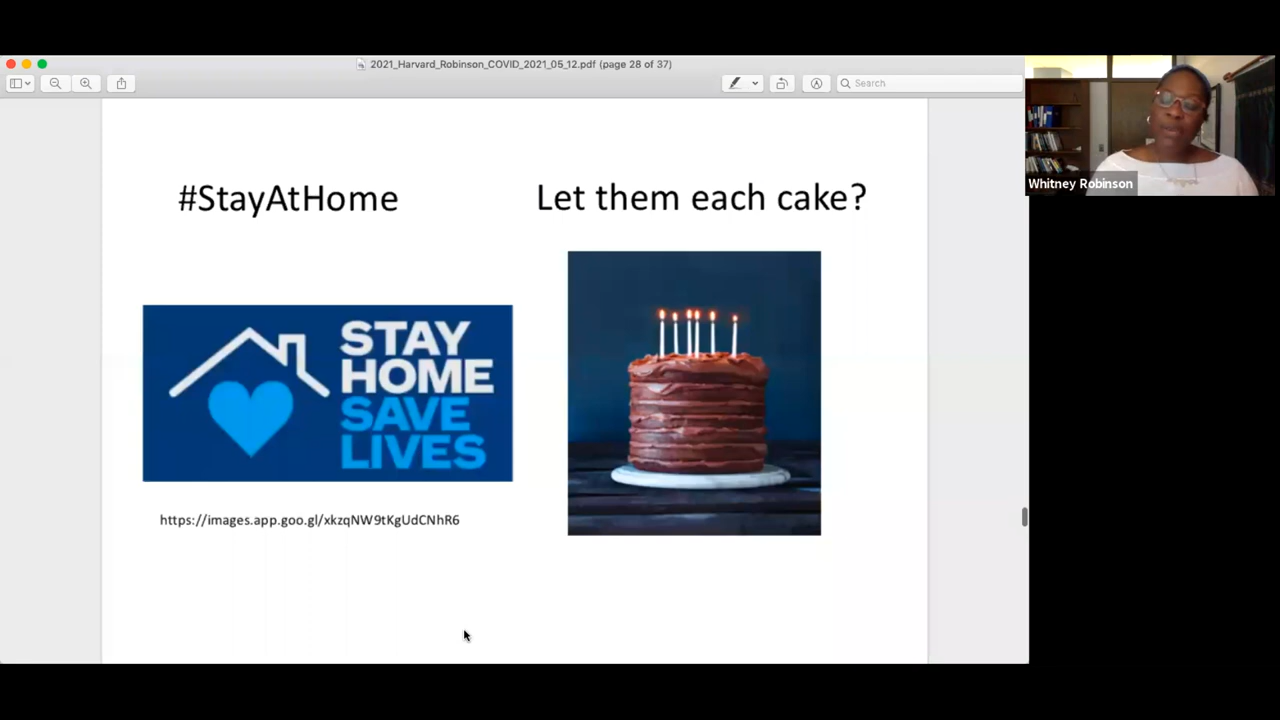 2021_Harvard_Robinson_COVID_2021_05_12.pdf (page 28 of 37)
Search
Whitney Robinson
#StayAtHome
Let them each cake?
STAY
HOME
SAVE
LIVES
https://images.app.goo.gl/xkzqNW9tKgUdCNhR6